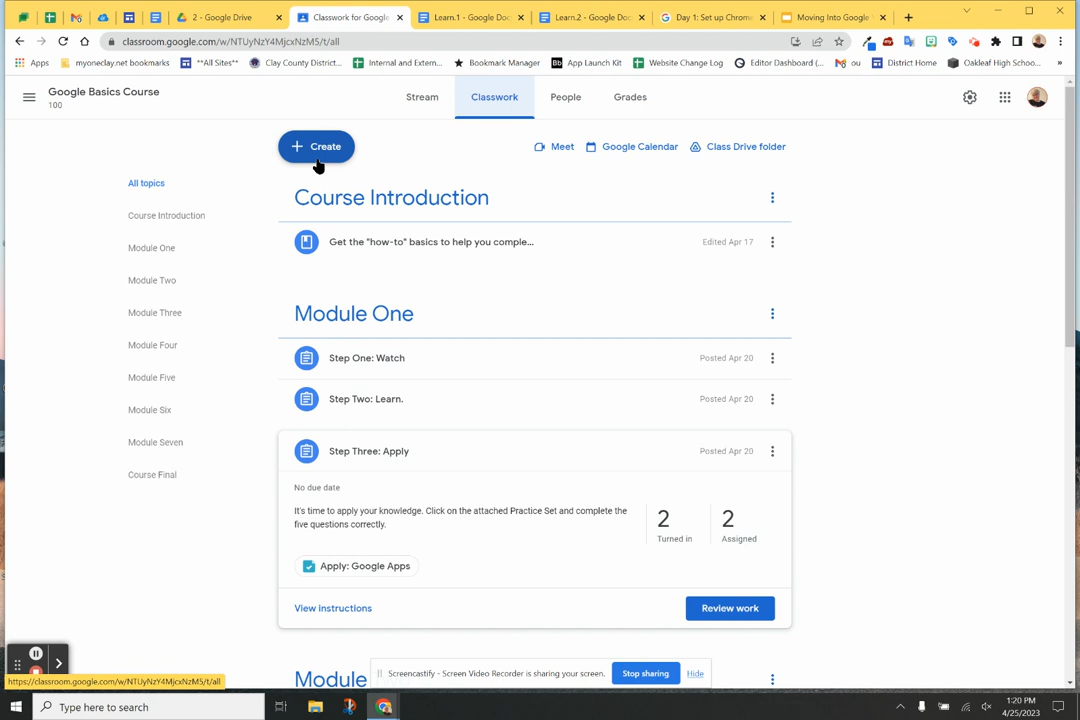 2 - Google Drive
Classwork for Google
Learn.1 - Google Doc
Learn.2 - Google Doc
Day 1: Set up Chrom
Moving Into Google
classroom.google.com/w/NTUyNzY4MjcxNzM5/t/all
Apps
myoneclay.net bookmarks
**All Sites**
Clay County District...
Internal and Extern...
Bookmark Manager
Bb App Launch Kit
Website Change Log
Editor Dashboard (...
ou
District Home
Oakleaf High Schoo...
»
Google Basics Course
100
Stream
Classwork
People
Grades
Create
Meet
Google Calendar
Class Drive folder
All topics
Course Introduction
Module One
Module Two
Module Three
Module Four
Module Five
Module Six
Module Seven
Course Final
Course Introduction
Get the "how-to" basics to help you comple...
Edited Apr 17
Module One
Step One: Watch
Posted Apr 20
Step Two: Learn.
Posted Apr 20
Step Three: Apply
Posted Apr 20
No due date
It's time to apply your knowledge. Click on the attached Practice Set and complete the
five questions correctly.
2
Turned in
2
Assigned
Apply: Google Apps
View instructions
Review work
Module
Screencastify - Screen Video Recorder is sharing your screen.
Stop sharing
Hide
https://classroom.google.com/w/NTUyNzY4MjcxNzM5/t/all
Type here to search
1:20 PM
4/25/2023